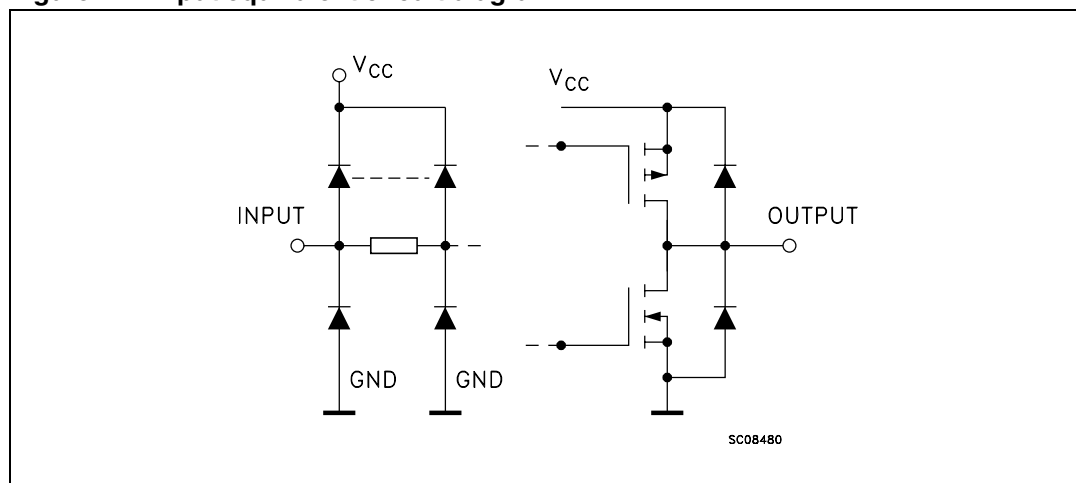 VCC
VCC
INPUT
OUTPUT
GND
GND
SC08480